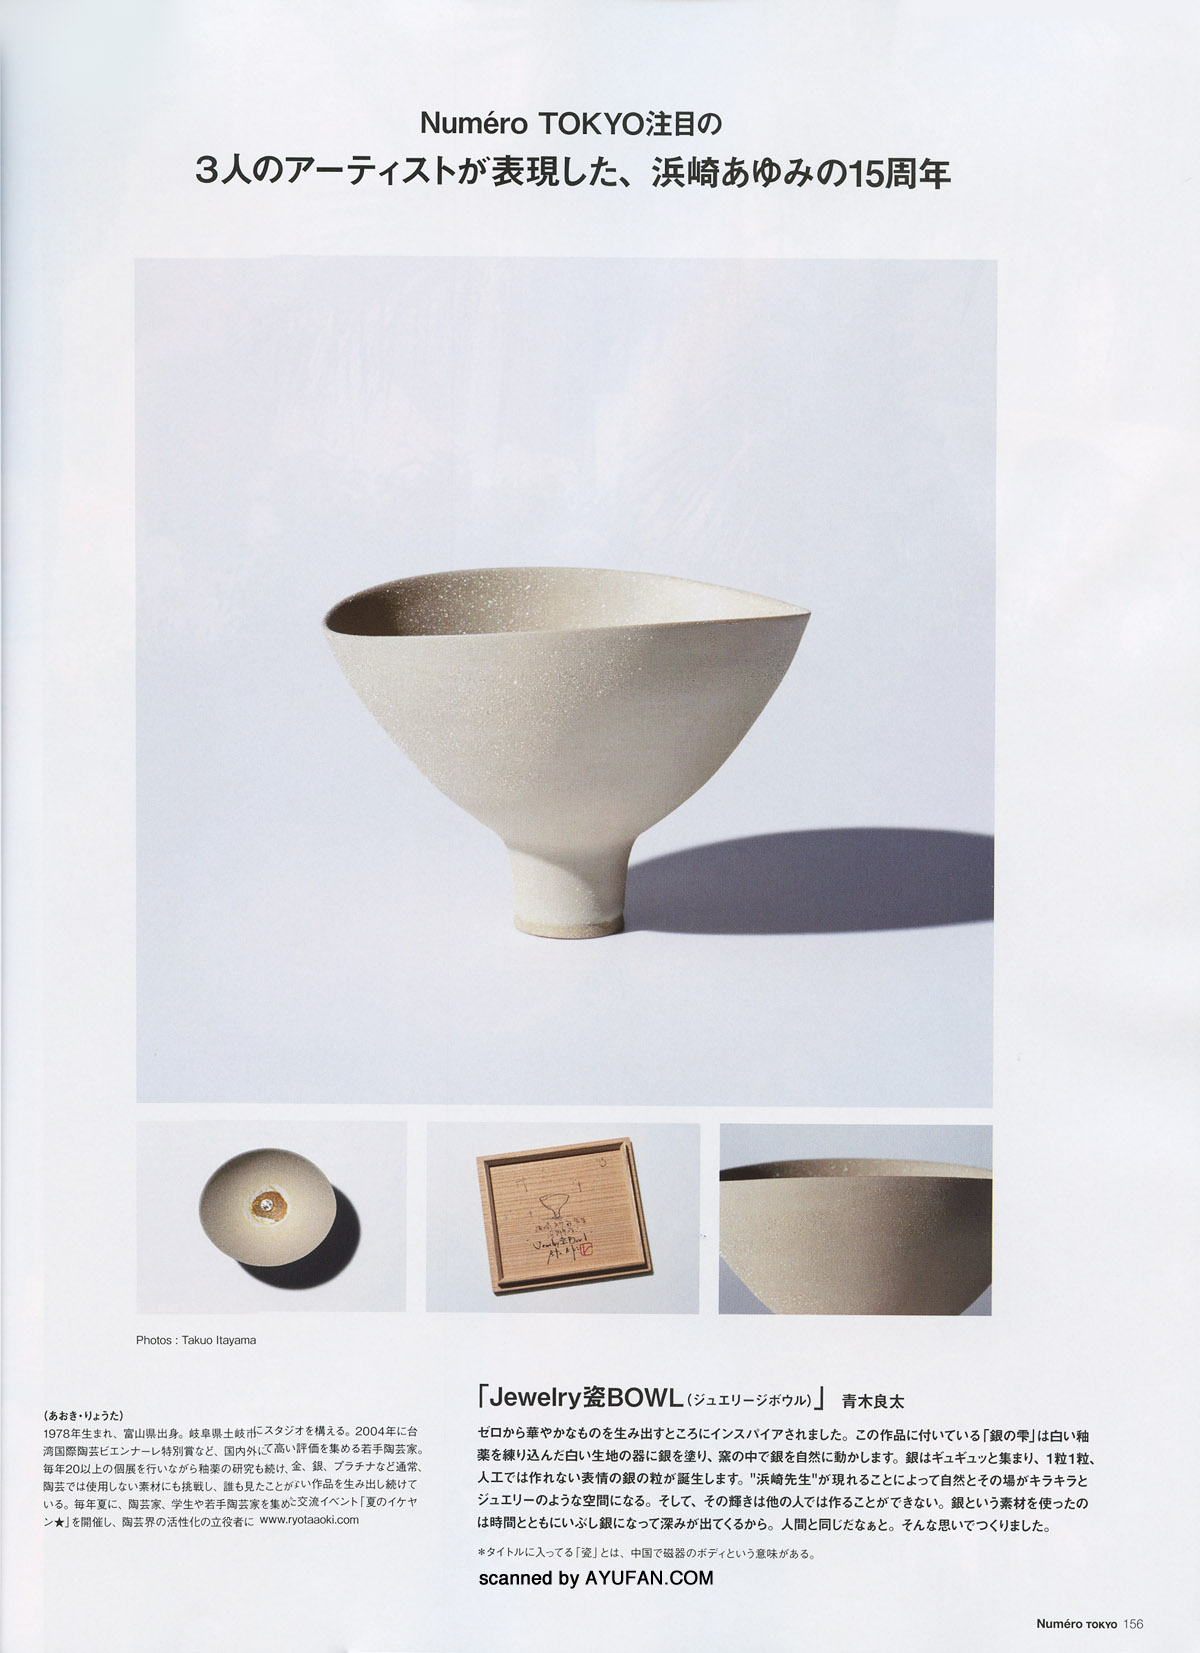 Numéro TOKYO注目の
3人のアーティストが表現した、浜崎あゆみの15周年
Jewelry瓷Bowl
Photos : Takuo Itayama
「Jewelry瓷BOWL（ジュエリージボウル）」 青木良太
ゼロから華やかなものを生み出すところにインスパイアされました。この作品に付いている「銀の雫」は白い釉
薬を練り込んだ白い生地の器に銀を塗り、窯の中で銀を自然に動かします。銀はギュギュッと集まり、1粒1粒、
人工では作れない表情の銀の粒が誕生します。"浜崎先生"が現れることによって自然とその場がキラキラと
ジュエリーのような空間になる。そして、その輝きは他の人では作ることができない。銀という素材を使ったの
は時間とともにいぶし銀になって深みが出てくるから。人間と同じだなぁと。そんな思いでつくりました。
＊タイトルに入ってる「瓷」とは、中国で磁器のボディという意味がある。
scanned by AYUFAN.COM
（あおき・りょうた）
1978年生まれ、富山県出身。岐阜県土岐市にスタジオを構える。2004年に台
湾国際陶芸ビエンナーレ特別賞など、国内外にて高い評価を集める若手陶芸家。
毎年20以上の個展を行いながら釉薬の研究も続け、金、銀、プラチナなど通常、
陶芸では使用しない素材にも挑戦し、誰も見たことがない作品を生み出し続けて
いる。毎年夏に、陶芸家、学生や若手陶芸家を集めた交流イベント「夏のイケヤ
ン★」を開催し、陶芸界の活性化の立役者に www.ryotaaoki.com
Numéro TOKYO 156